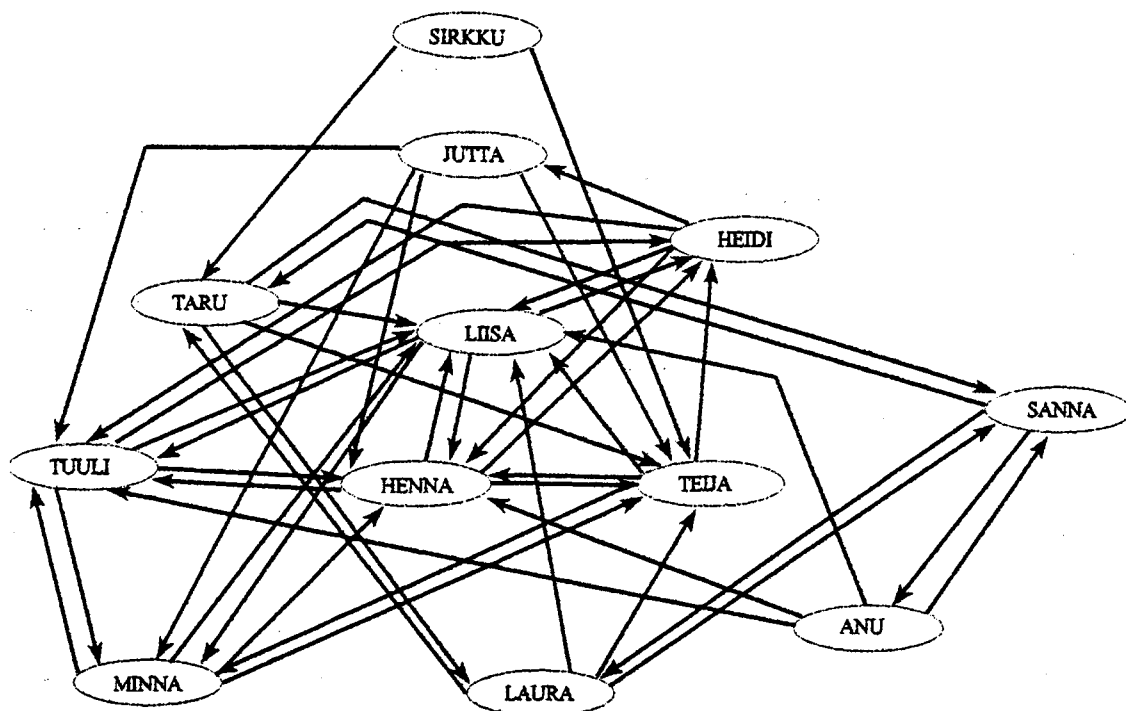 SIRKKU
JUTTA
HEIDI
TARU
LIISA
SANNA
TUULI
HENNA
TEIJA
ANU
MINNA
LAURA